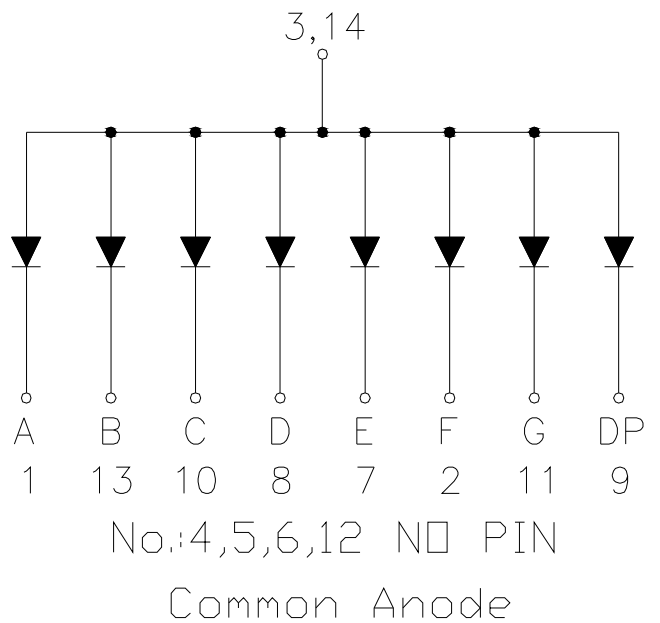 3,14
A B C D E F G DP
1 13 10 8 7 2 11 9
No.:4,5,6,12 NO PIN
Common Anode